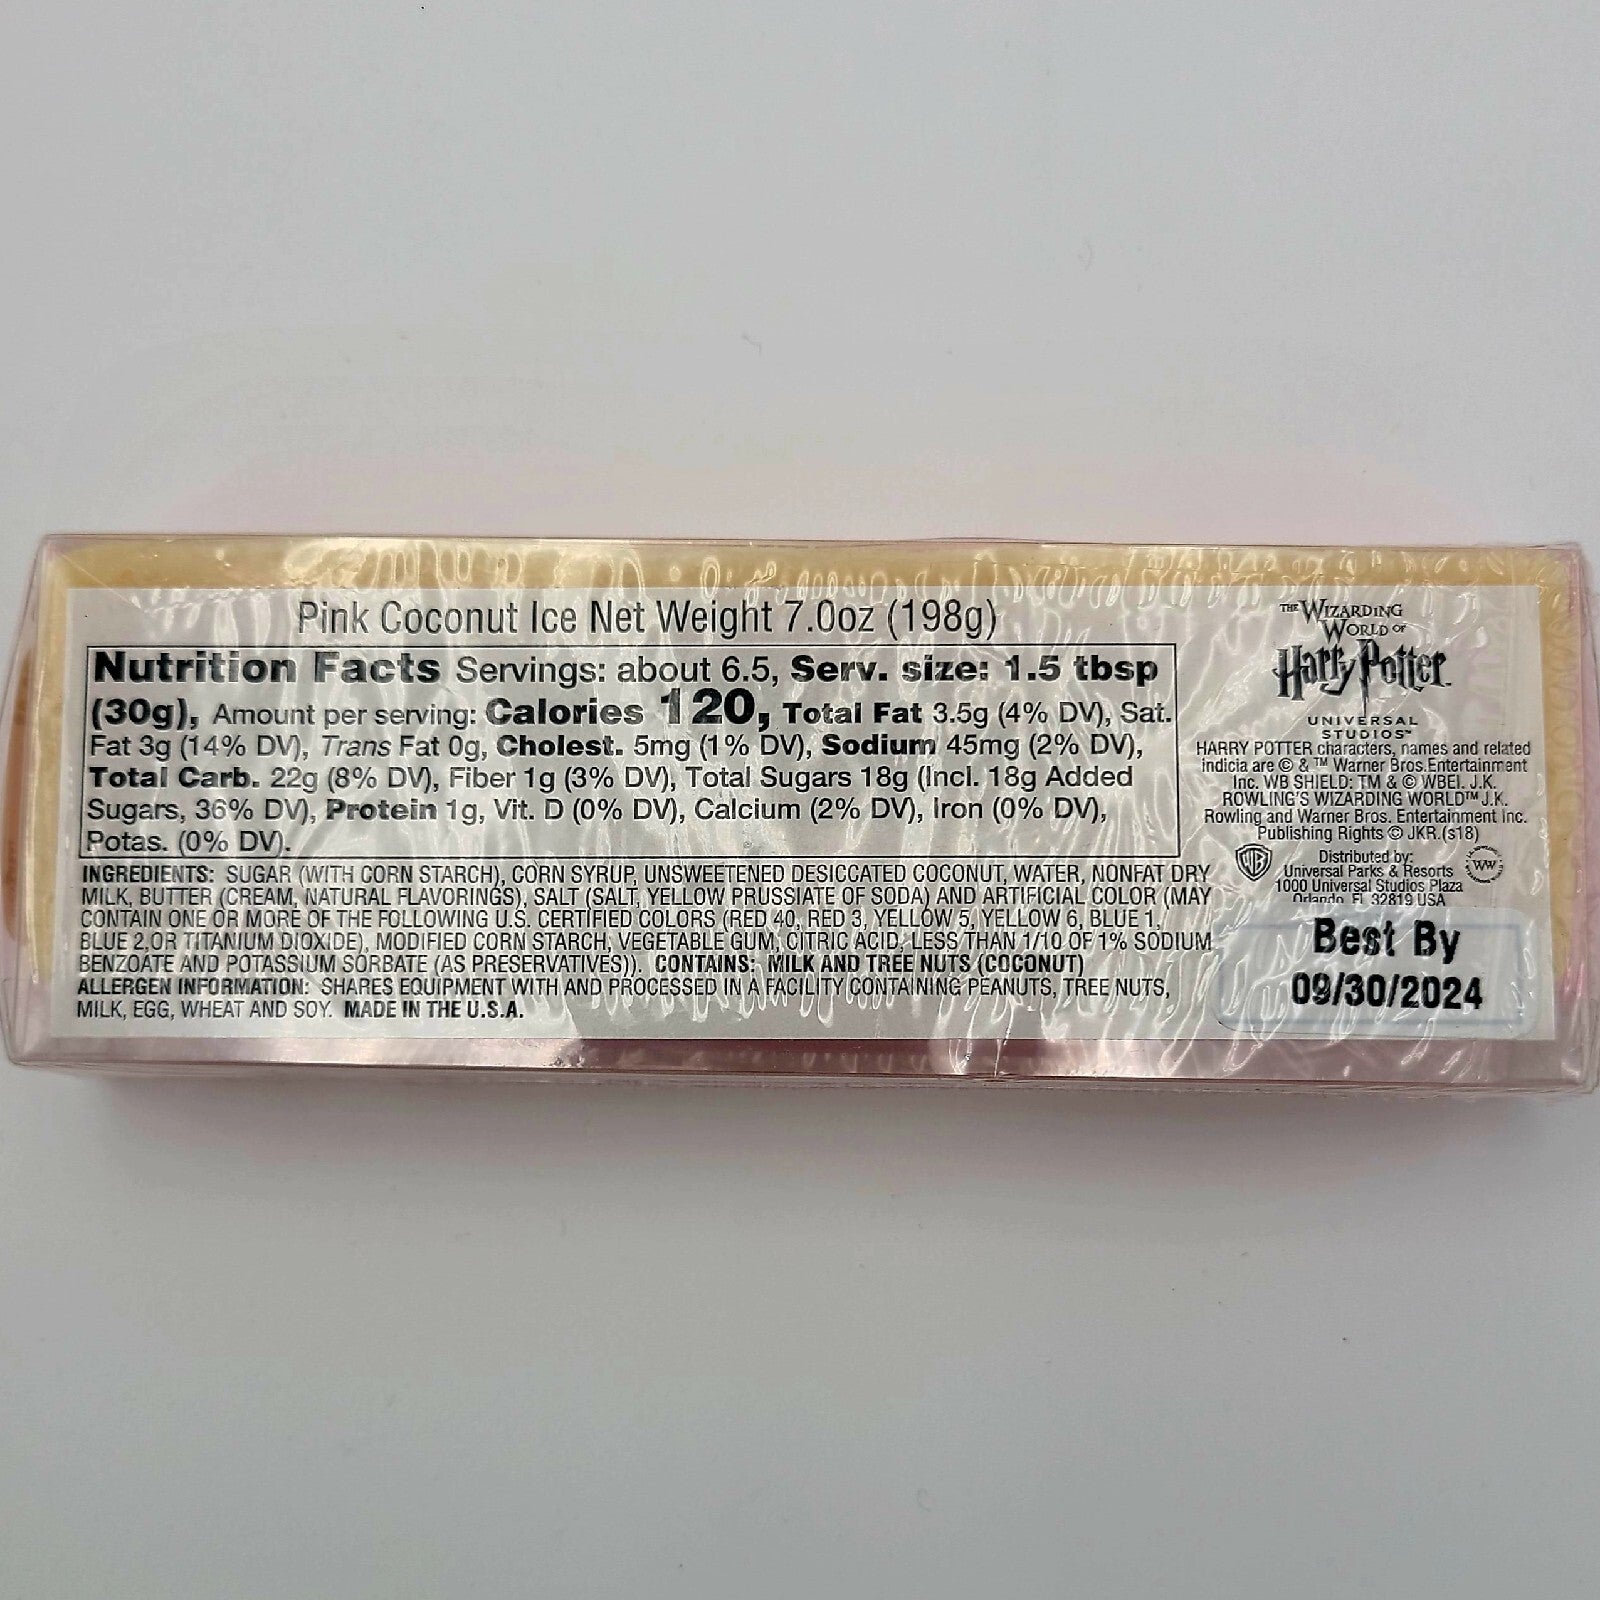 Pink Coconut Ice Net Weight 7.0oz (198g)
Nutrition Facts Servings: about 6.5, Serv. size: 1.5 tbsp
(30g), Amount per serving: Calories 120, Total Fat 3.5g (4% DV), Sat.
Fat 3g (14% DV), Trans Fat 0g, Cholest. 5mg (1% DV), Sodium 45mg (2% DV),
Total Carb. 22g (8% DV), Fiber 1g (3% DV), Total Sugars 18g (Incl. 18g Added
Sugars, 36% DV), Protein 1g, Vit. D (0% DV), Calcium (2% DV), Iron (0% DV),
Potas. (0% DV).
INGREDIENTS: SUGAR (WITH CORN STARCH), CORN SYRUP, UNSWEETENED DESICCATED COCONUT, WATER, NONFAT DRY
MILK, BUTTER (CREAM, NATURAL FLAVORINGS), SALT (SALT, YELLOW PRUSSIATE OF SODA) AND ARTIFICIAL COLOR (MAY
CONTAIN ONE OR MORE OF THE FOLLOWING U.S. CERTIFIED COLORS (RED 40, RED 3, YELLOW 5, YELLOW 6, BLUE 1,
BLUE 2,OR TITANIUM DIOXIDE), MODIFIED CORN STARCH, VEGETABLE GUM, CITRIC ACID, LESS THAN 1/10 OF 1% SODIUM
BENZOATE AND POTASSIUM SORBATE (AS PRESERVATIVES)). CONTAINS: MILK AND TREE NUTS (COCONUT)
ALLERGEN INFORMATION: SHARES EQUIPMENT WITH AND PROCESSED IN A FACILITY CONTAINING PEANUTS, TREE NUTS,
MILK, EGG, WHEAT AND SOY. MADE IN THE U.S.A.
THE WIZARDING
WORLD OF
Harry Potter
UNIVERSAL
STUDIOS™
HARRY POTTER characters, names and related
indicia are © & ™ Warner Bros.Entertainment
Inc. WB SHIELD: TM & © WBEI. J.K.
ROWLING'S WIZARDING WORLD™ J.K.
Rowling and Warner Bros. Entertainment Inc.
Publishing Rights © JKR.(s18)
WB
Distributed by:
Universal Parks & Resorts
1000 Universal Studios Plaza
Orlando, FL 32819 USA
WW
Best By
09/30/2024